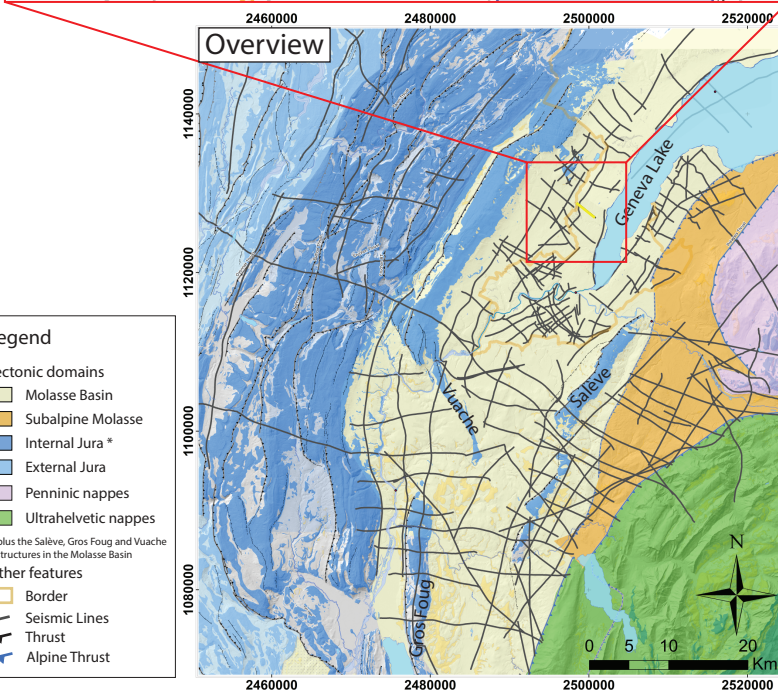 2460000 2480000 2500000 2520000
Overview
1140000
1120000
1100000
1080000
Geneva Lake
Vuache
Salève
Gros Foug
N
0 5 10 20
Km
2460000 2480000 2500000 2520000
egend
ectonic domains
Molasse Basin
Subalpine Molasse
Internal Jura *
External Jura
Penninic nappes
Ultrahelvetic nappes
plus the Salève, Gros Foug and Vuache
tructures in the Molasse Basin
ther features
Border
Seismic Lines
Thrust
Alpine Thrust